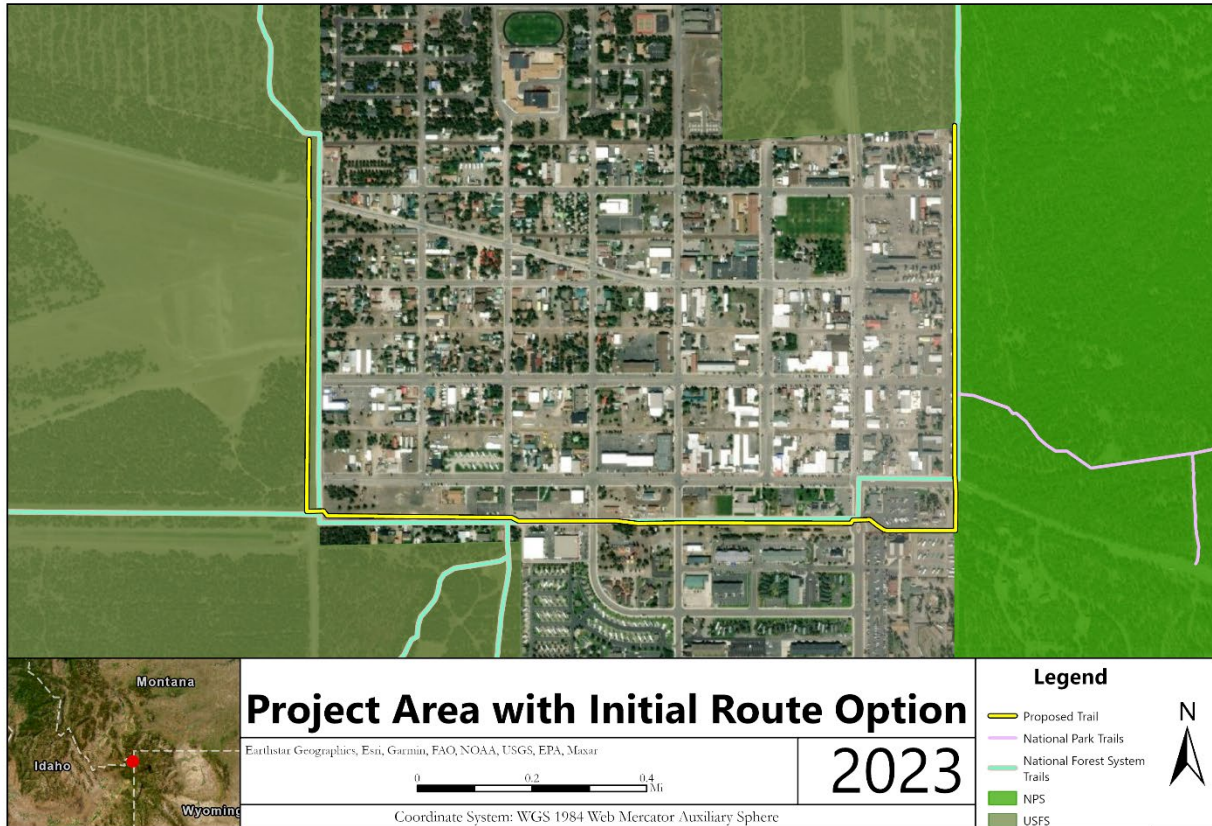 Montana
Idaho
Wyoming
Project Area with Initial Route Option
Earthstar Geographics, Esri, Garmin, FAO, NOAA, USGS, EPA, Maxar
0 0.2 0.4
Mi
2023
Coordinate System: WGS 1984 Web Mercator Auxiliary Sphere
Legend
Proposed Trail
National Park Trails
National Forest System
Trails
NPS
USFS
N